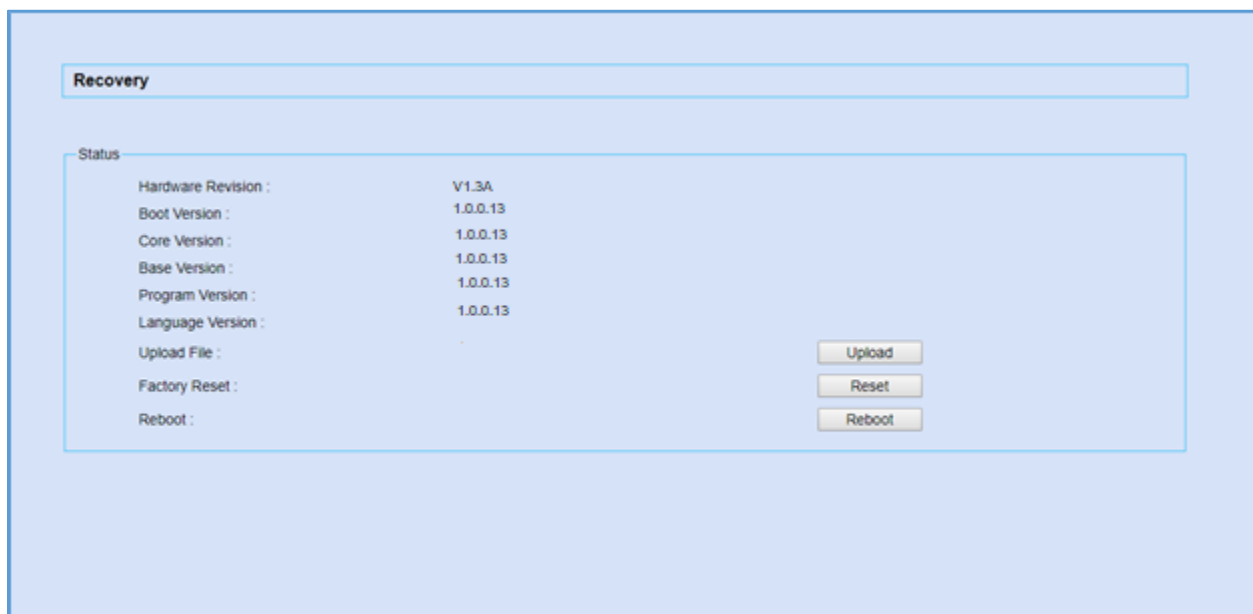 Recovery
Status
Hardware Revision : V1.3A
Boot Version : 1.0.0.13
Core Version : 1.0.0.13
Base Version : 1.0.0.13
Program Version : 1.0.0.13
Language Version : 1.0.0.13
Upload File : Upload
Factory Reset : Reset
Reboot : Reboot